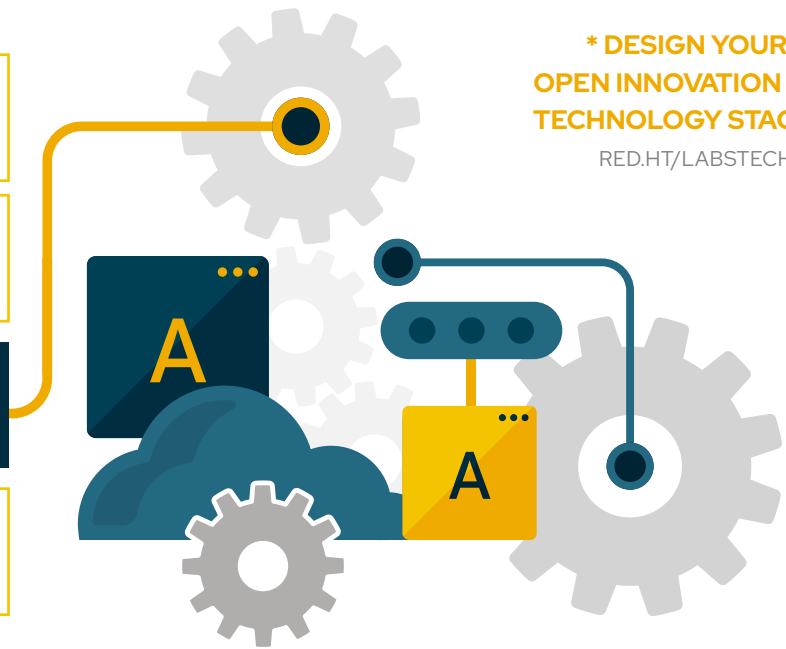 * DESIGN YOUR
OPEN INNOVATION
TECHNOLOGY STAC
RED.HT/LABSTECH
A
A